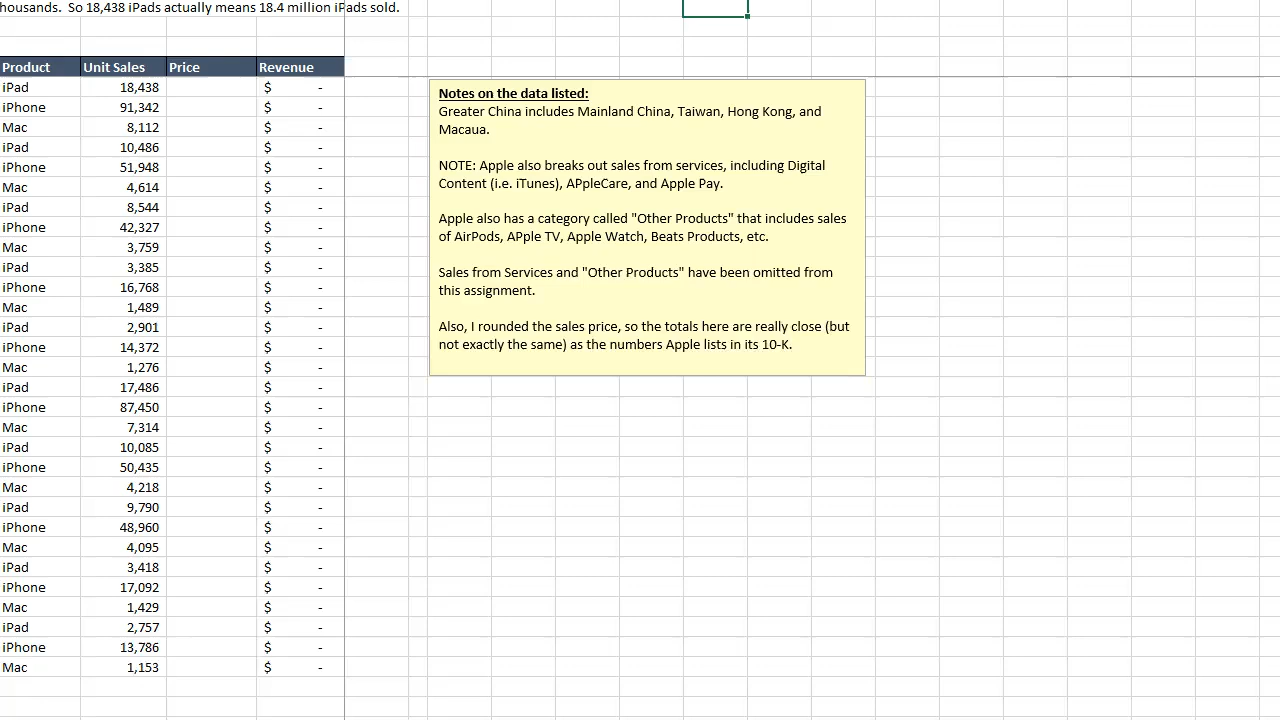 housands.  So 18,438 iPads actually means 18.4 million iPads sold.
Product Unit Sales Price Revenue
iPad 18,438 $ -
iPhone 91,342 $ -
Mac 8,112 $ -
iPad 10,486 $ -
iPhone 51,948 $ -
Mac 4,614 $ -
iPad 8,544 $ -
iPhone 42,327 $ -
Mac 3,759 $ -
iPad 3,385 $ -
iPhone 16,768 $ -
Mac 1,489 $ -
iPad 2,901 $ -
iPhone 14,372 $ -
Mac 1,276 $ -
iPad 17,486 $ -
iPhone 87,450 $ -
Mac 7,314 $ -
iPad 10,085 $ -
iPhone 50,435 $ -
Mac 4,218 $ -
iPad 9,790 $ -
iPhone 48,960 $ -
Mac 4,095 $ -
iPad 3,418 $ -
iPhone 17,092 $ -
Mac 1,429 $ -
iPad 2,757 $ -
iPhone 13,786 $ -
Mac 1,153 $ -
Notes on the data listed:
Greater China includes Mainland China, Taiwan, Hong Kong, and
Macaua.
NOTE: Apple also breaks out sales from services, including Digital
Content (i.e. iTunes), APpleCare, and Apple Pay.
Apple also has a category called "Other Products" that includes sales
of AirPods, APple TV, Apple Watch, Beats Products, etc.
Sales from Services and "Other Products" have been omitted from
this assignment.
Also, I rounded the sales price, so the totals here are really close (but
not exactly the same) as the numbers Apple lists in its 10-K.